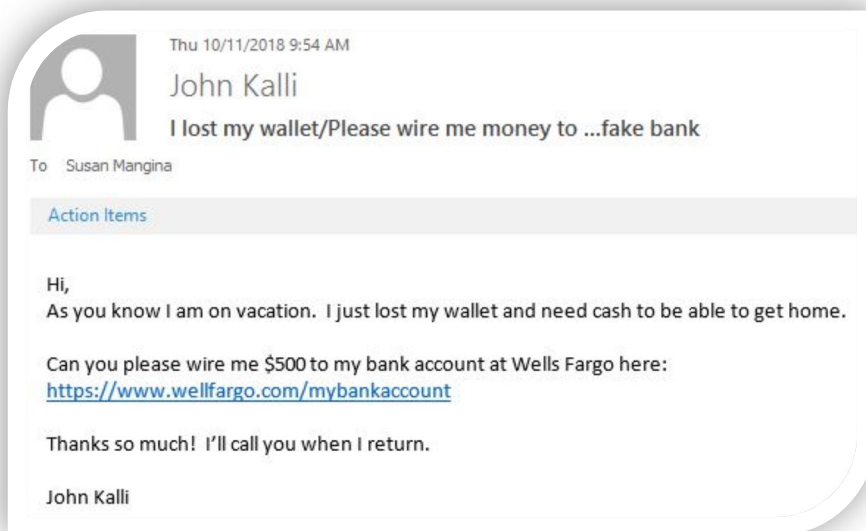 Thu 10/11/2018 9:54 AM
John Kalli
I lost my wallet/Please wire me money to ...fake bank
To Susan Mangina
Action Items
Hi,
As you know I am on vacation. I just lost my wallet and need cash to be able to get home.
Can you please wire me $500 to my bank account at Wells Fargo here:
https://www.wellfargo.com/mybankaccount
Thanks so much! I'll call you when I return.
John Kalli